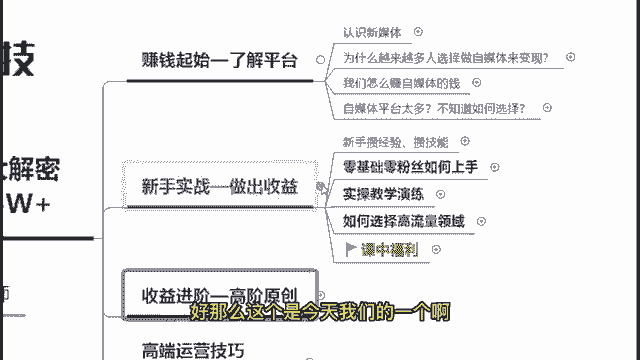 技
解密
W+
师
赚钱起始—了解平台
认识新媒体
为什么越来越多人选择做自媒体来变现?
我们怎么赚自媒体的钱
自媒体平台太多?不知道如何选择?
新手实战—做出收益
新手攒经验、攒技能
零基础零粉丝如何上手
实操教学演练
如何选择高流量领域
课中福利
收益进阶—高阶原创
高端运营技巧
好那么这个是今天我们的一个啊